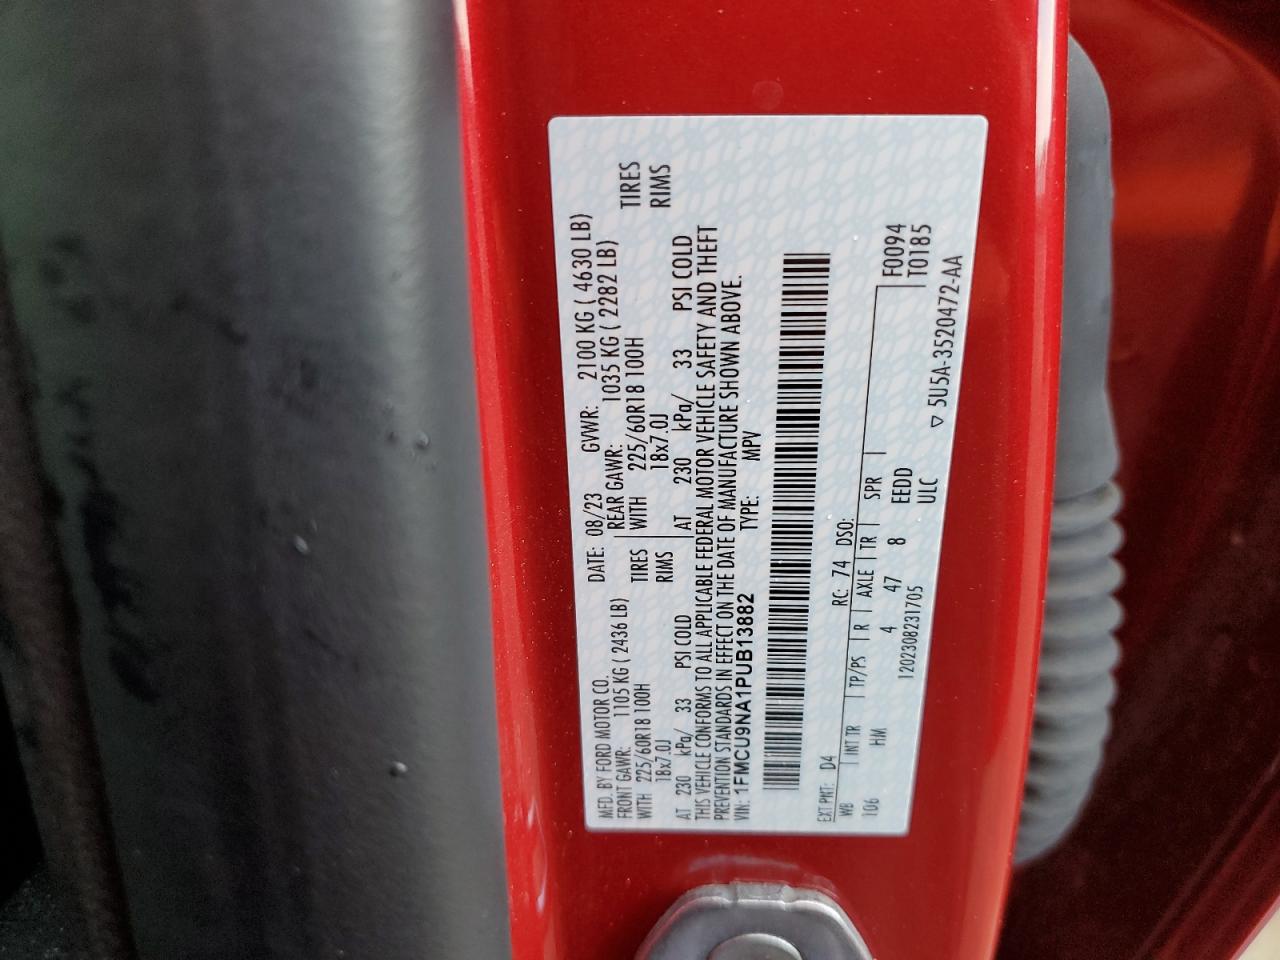 MFD. BY FORD MOTOR CO. DATE: 08/23 GVWR: 2100 KG ( 4630 LB)
FRONT GAWR: 1105 KG ( 2436 LB) REAR GAWR: 1035 KG ( 2282 LB)
WITH 225/60R18 100H TIRES WITH 225/60R18 100H TIRES
18x7.0J RIMS 18x7.0J RIMS
AT 230 kPa/ 33 PSI COLD AT 230 kPa/ 33 PSI COLD
THIS VEHICLE CONFORMS TO ALL APPLICABLE FEDERAL MOTOR VEHICLE SAFETY AND THEFT
PREVENTION STANDARDS IN EFFECT ON THE DATE OF MANUFACTURE SHOWN ABOVE.
VIN: 1FMCU9NA1PUB13882 TYPE: MPV
EXT PNT: D4 RC: 74 DSO:
WB INT TR TP/PS R AXLE TR SPR F0094
106 HM 4 47 8 EEDD T0185
120230823170​5 ULC
▽ 5U5A-3520472-AA